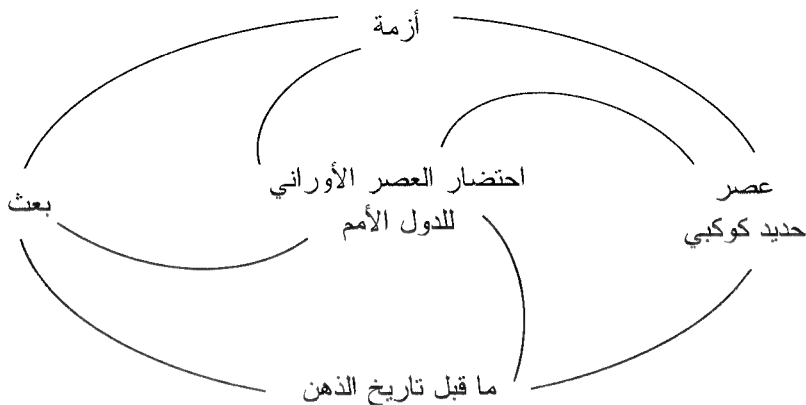 أزمة
احتضار العصر الأوراني
للدول الأمم
عصر
حديد كوكبي
بعث
ما قبل تاريخ الذهن